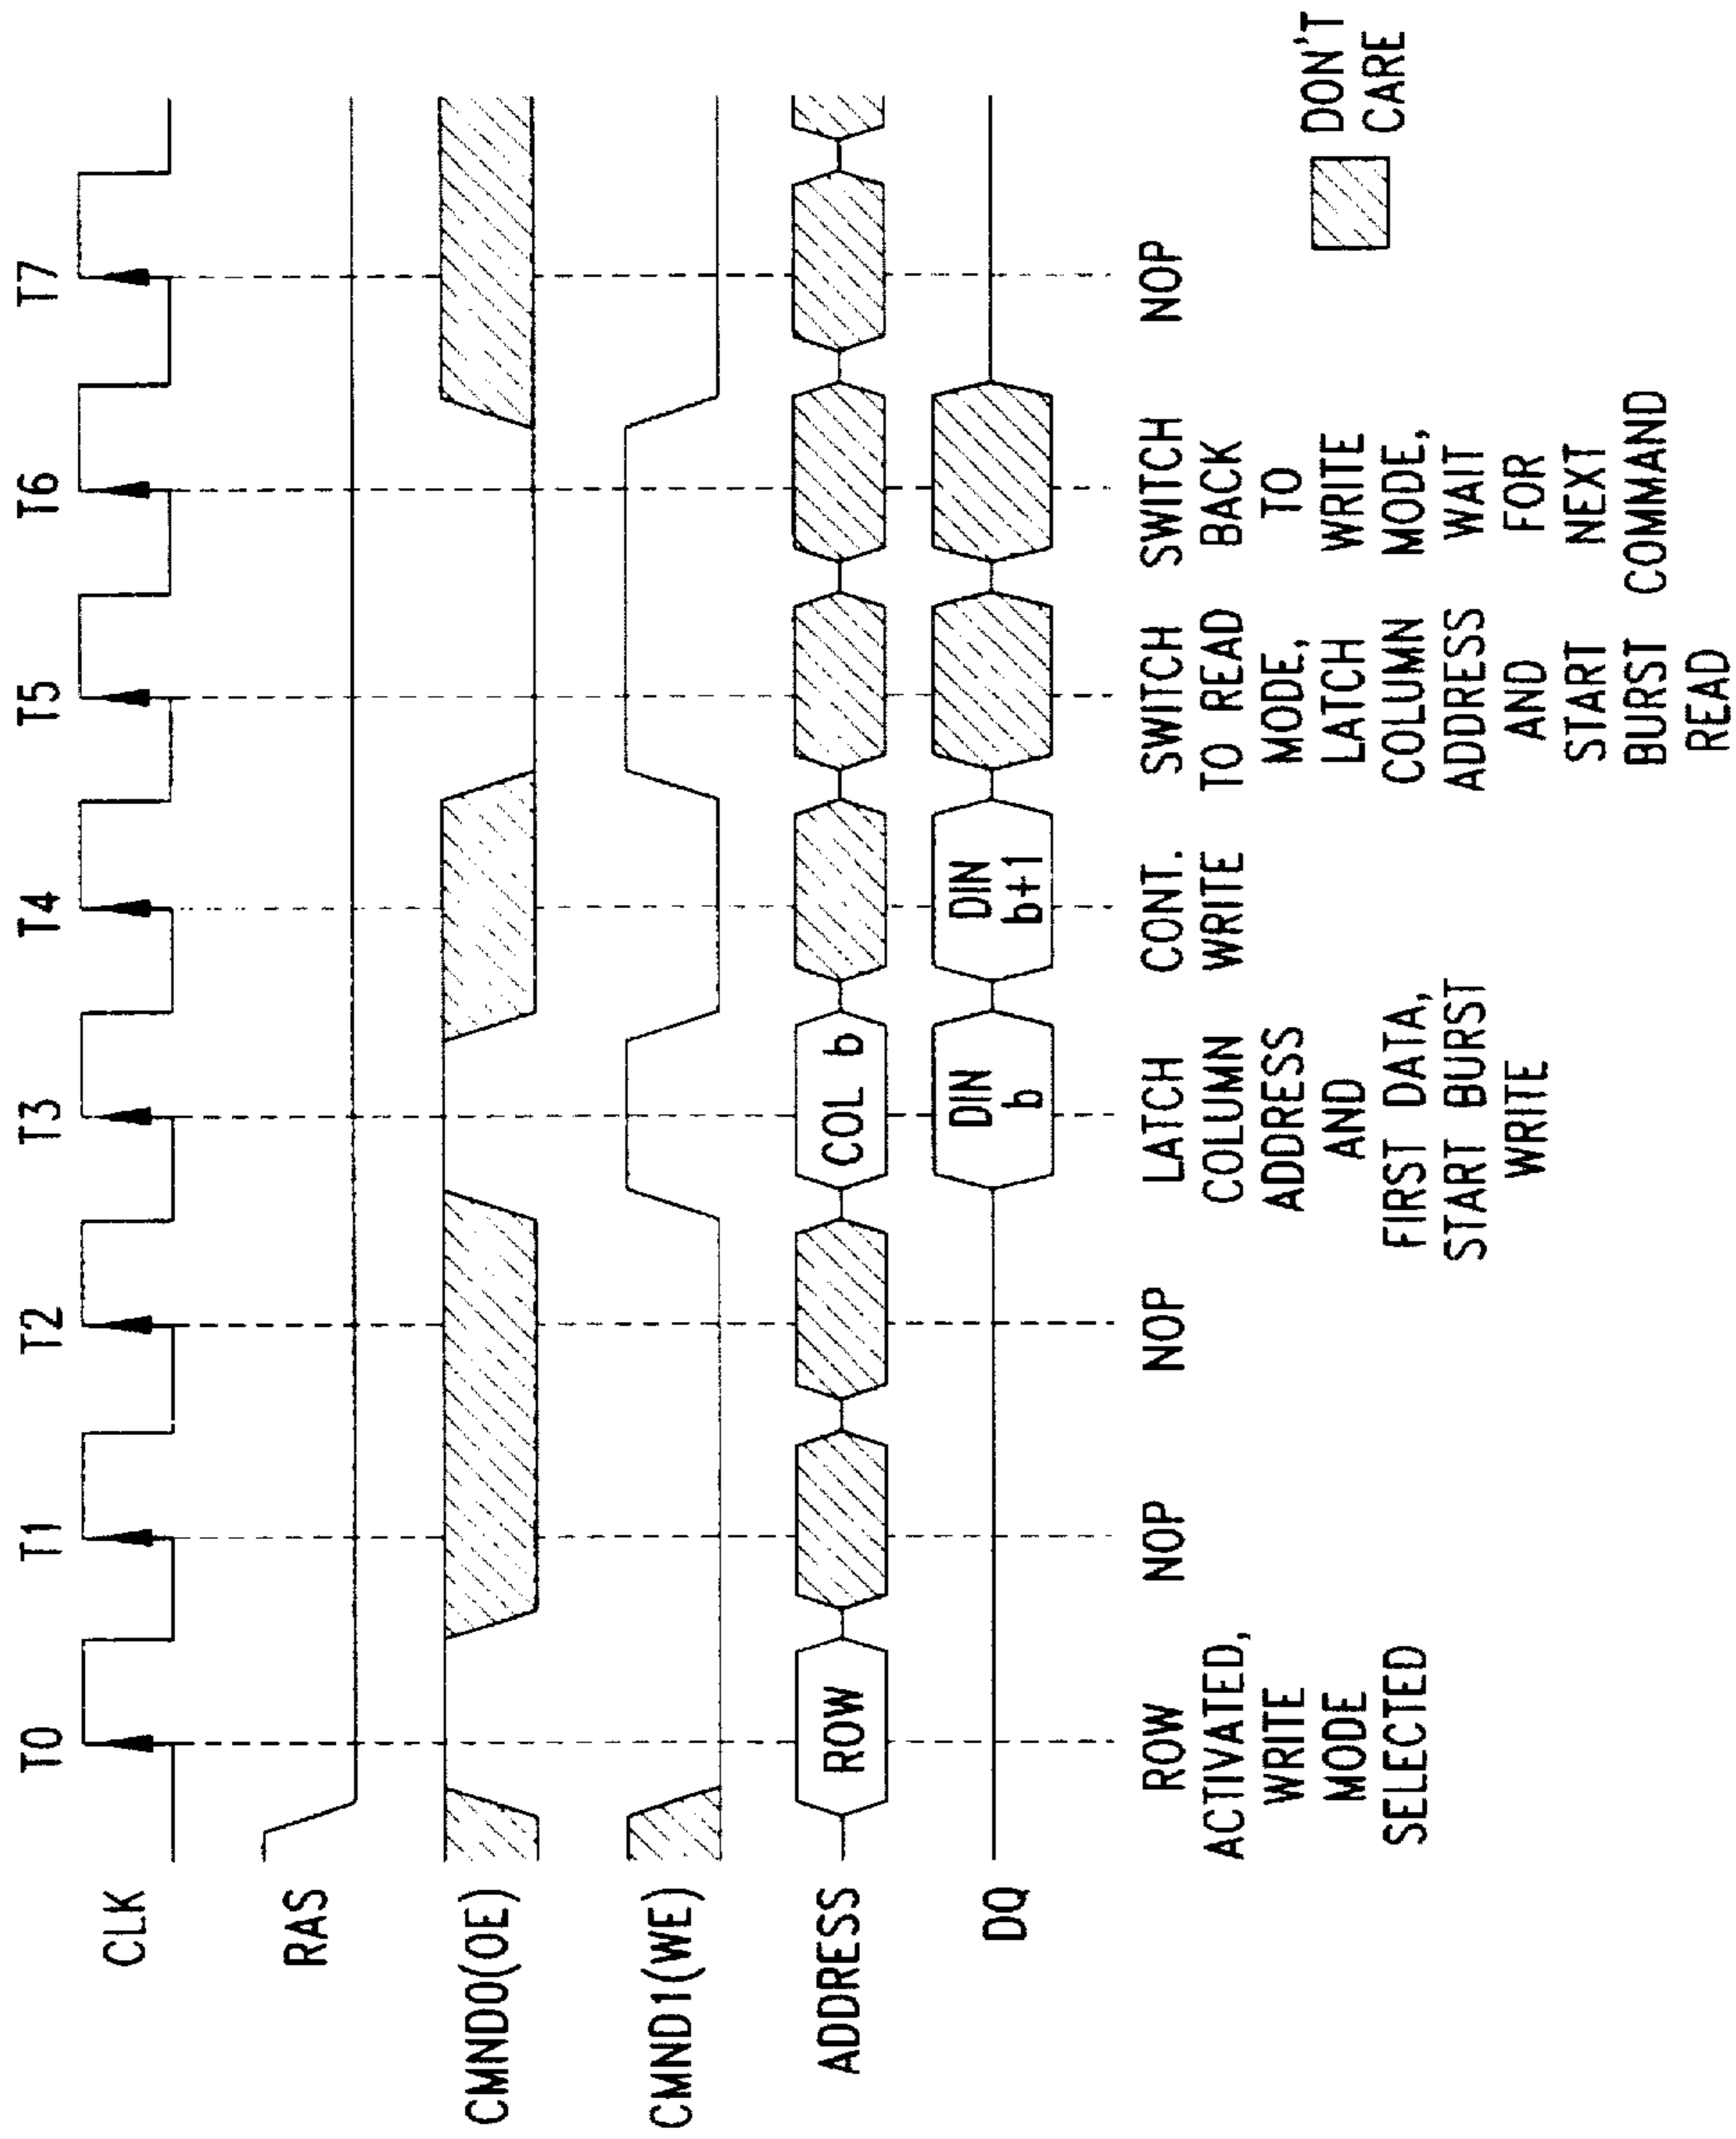 T0 T1 T2 T3 T4 T5 T6 T7
CLK
RAS
CMND0(OE)
CMND1(WE)
ADDRESS
ROW
COL b
DQ
DIN
b
DIN
b+1
ROW
ACTIVATED,
WRITE
MODE
SELECTED
NOP
NOP
LATCH
COLUMN
ADDRESS
AND
FIRST DATA,
START BURST
WRITE
CONT.
WRITE
SWITCH
TO READ
MODE,
LATCH
COLUMN
ADDRESS
AND
START
BURST
READ
SWITCH
BACK
TO
WRITE
MODE,
WAIT
FOR
NEXT
COMMAND
NOP
DON'T
CARE